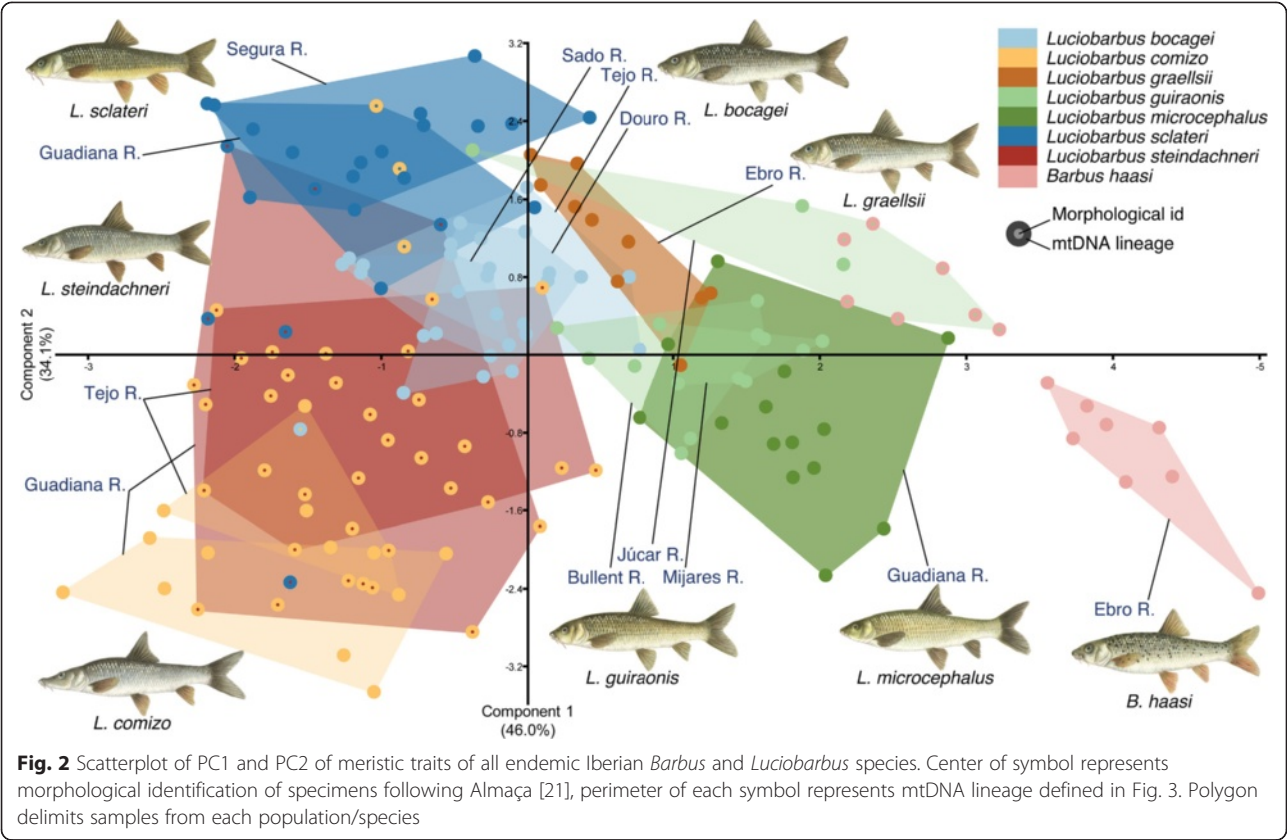 Segura R.
L. sclateri
Guadiana R.
L. steindachneri
Sado R.
Tejo R.
Douro R.
L. bocagei
Ebro R.
L. graellsii
Luciobarbus bocagei
Luciobarbus comizo
Luciobarbus graellsii
Luciobarbus guiraonis
Luciobarbus microcephalus
Luciobarbus sclateri
Luciobarbus steindachneri
Barbus haasi
Morphological id
mtDNA lineage
3.2
2.4
1.6
0.8
-0.8
-1.6
-2.4
-3.2
Component 2
(34.1%)
-3
-2
-1
1
2
3
4
-5
Tejo R.
Guadiana R.
L. comizo
Component 1
(46.0%)
Júcar R.
Bullent R.
Mijares R.
L. guiraonis
Guadiana R.
L. microcephalus
Ebro R.
B. haasi
Fig. 2 Scatterplot of PC1 and PC2 of meristic traits of all endemic Iberian Barbus and Luciobarbus species. Center of symbol represents
morphological identification of specimens following Almaça [21], perimeter of each symbol represents mtDNA lineage defined in Fig. 3. Polygon
delimits samples from each population/species